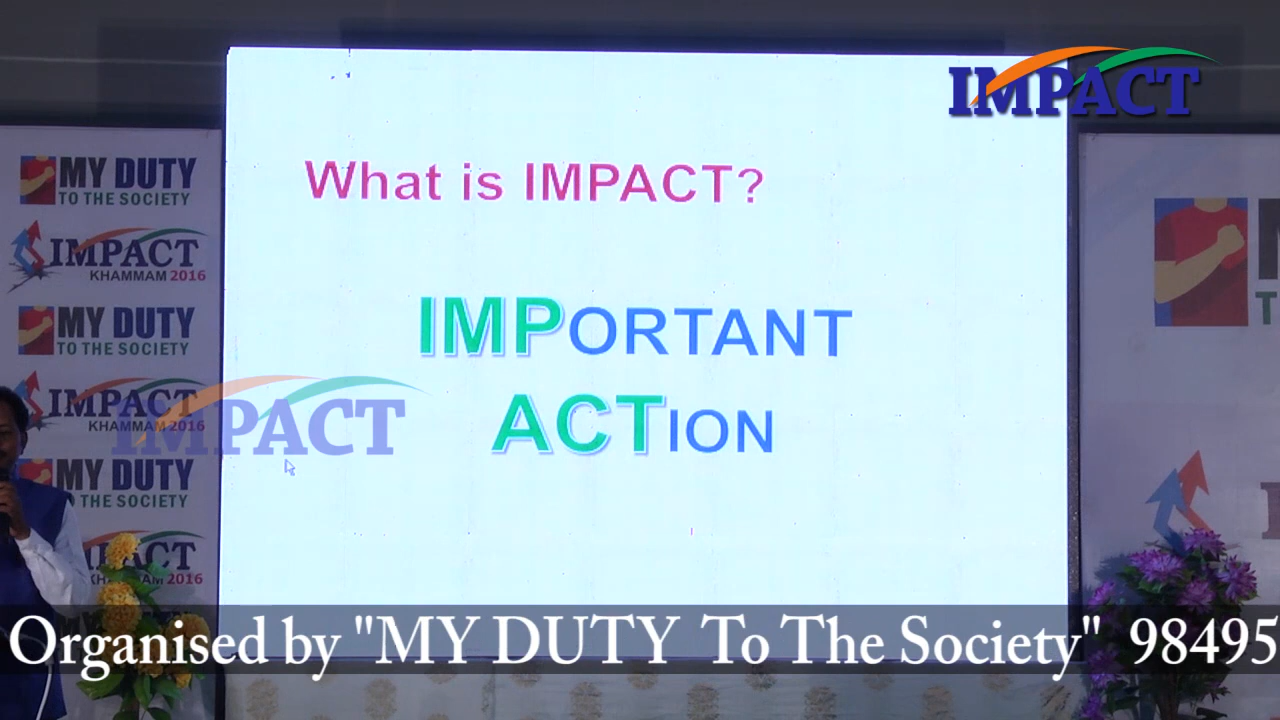 IMPACT
What is IMPACT?
IMPORTANT
ACTION
MY DUTY
TO THE SOCIETY
IMPACT
KHAMMAM 2016
MY DUTY
TO THE SOCIETY
IMPACT
KHAMMAM 2016
IMPACT
MY DUTY
THE SOCIETY
IMPACT
KHAMMAM 2016
Organised by "MY DUTY To The Society" 98495